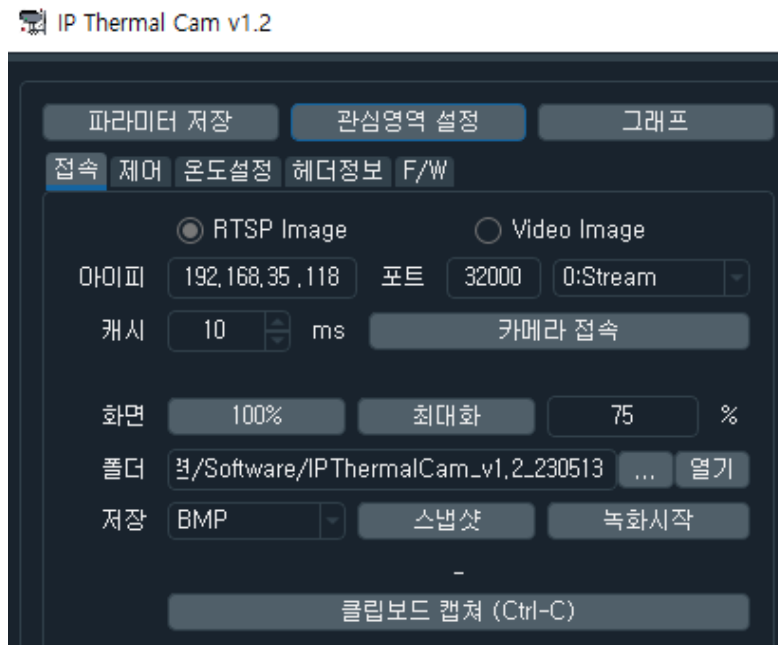 IP Thermal Cam v1.2
파라미터 저장 관심영역 설정 그래프
접속 제어 온도설정 헤더정보 F/W
RTSP Image Video Image
아이피 192,168,35 ,118 포트 32000 0:Stream
캐시 10 ms 카메라 접속
화면 100% 최대화 75 %
폴더 /Software/IPThermalCam_v1,2_230513 ... 열기
저장 BMP 스냅샷 녹화시작
-
클립보드 캡쳐 (Ctrl-C)